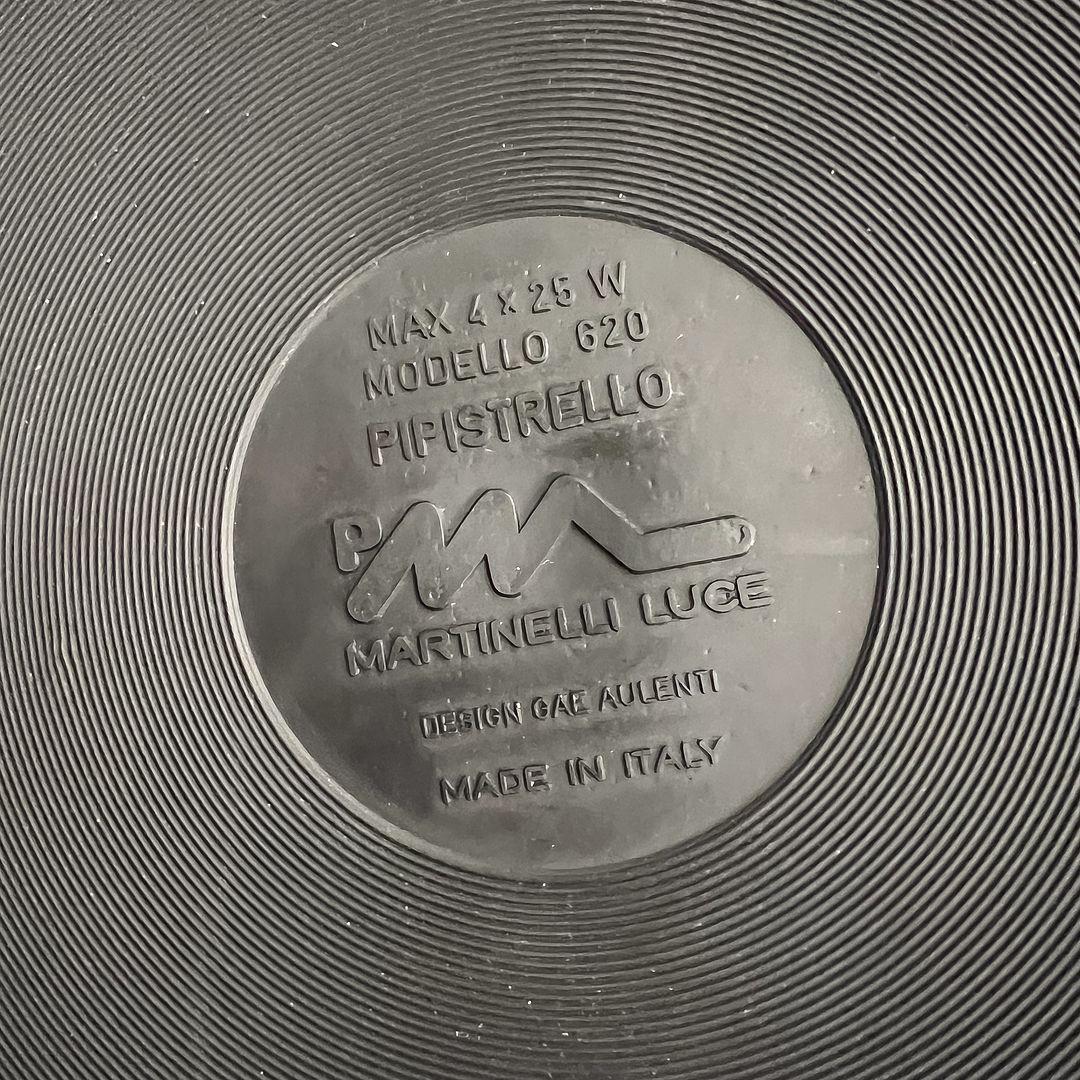 MAX 4 X 25 W
MODELLO 620
PIPISTRELLO
P
MARTINELLI LUCE
DESIGN GAE AULENTI
MADE IN ITALY